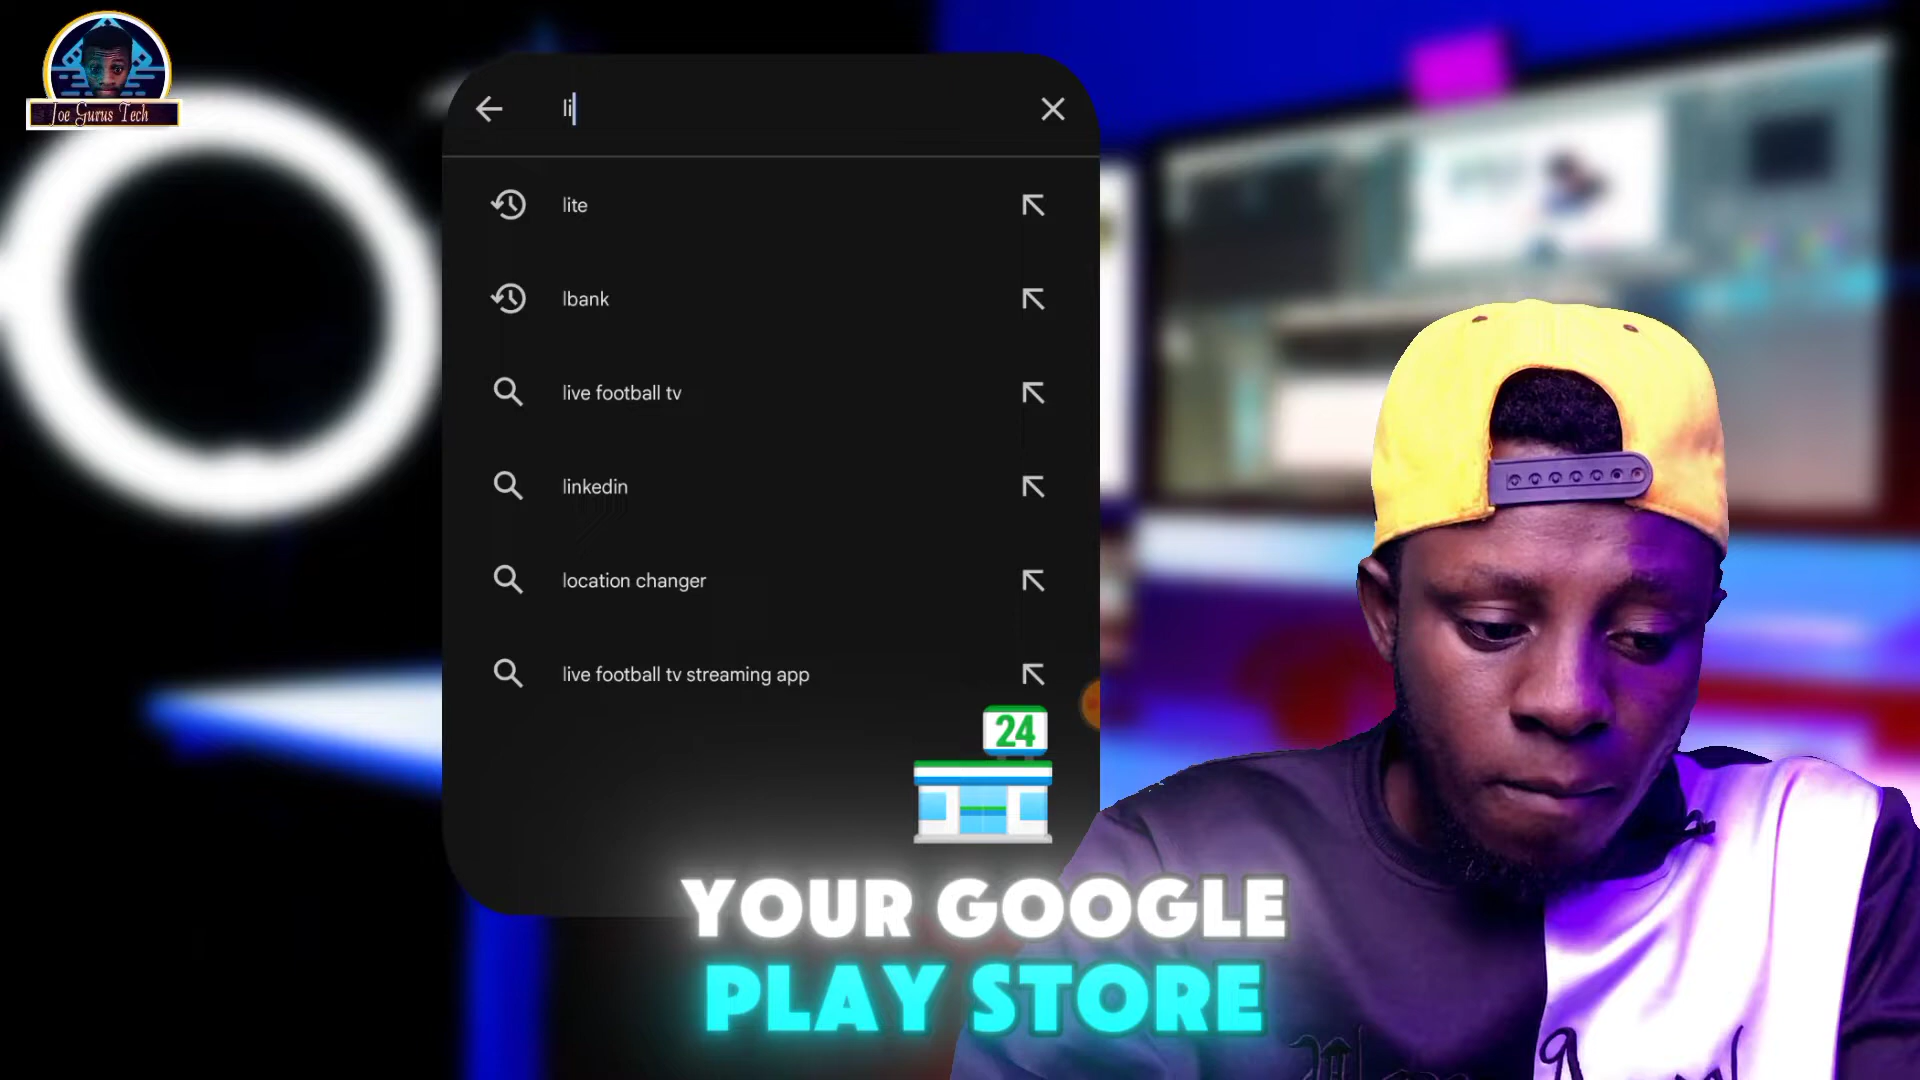 Joe Gurus Tech
li
lite
lbank
live football tv
linkedin
location changer
live football tv streaming app
24
YOUR GOOGLE
PLAY STORE